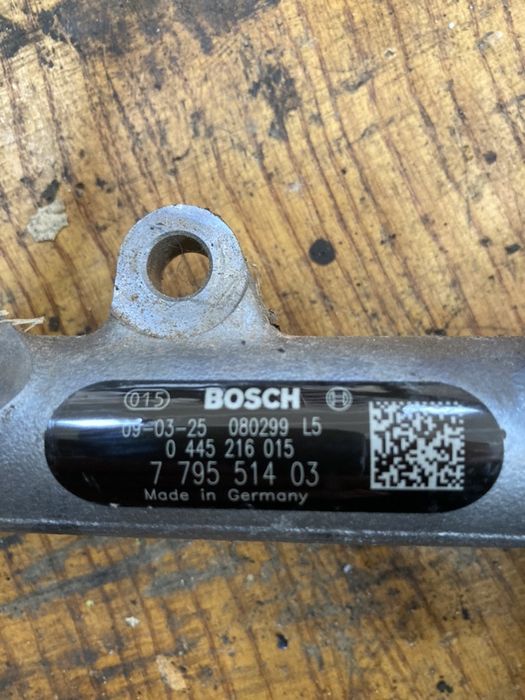 015 BOSCH
09-03-25 080299 L5
0 445 216 015
7 795 514 03
Made in Germany